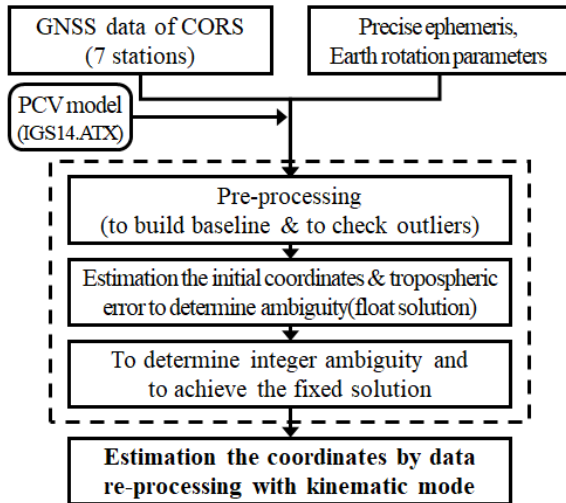 GNSS data of CORS
(7 stations)
Precise ephemeris,
Earth rotation parameters
PCV model
(IGS14.ATX)
Pre-processing
(to build baseline & to check outliers)
Estimation the initial coordinates & tropospheric
error to determine ambiguity(float solution)
To determine integer ambiguity and
to achieve the fixed solution
Estimation the coordinates by data
re-processing with kinematic mode